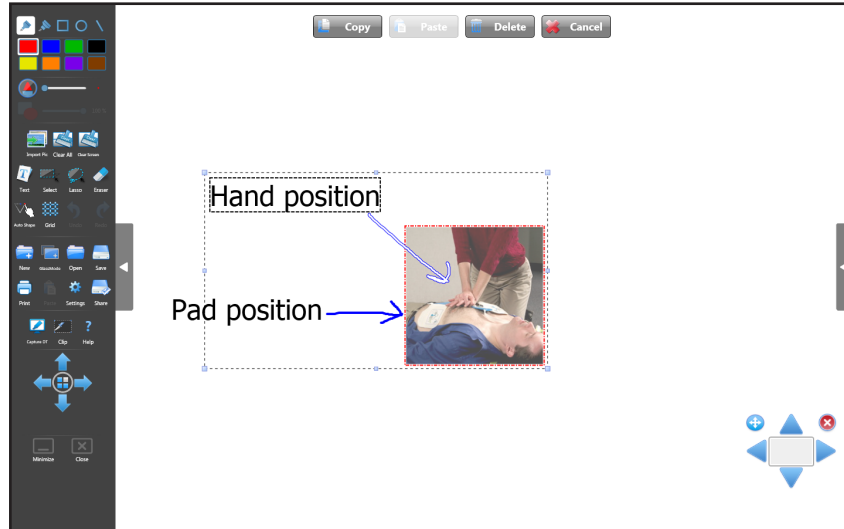 Copy
Paste
Delete
Cancel
Import Pic
Clear All
Clear Screen
Text
Select
Lasso
Eraser
Auto Shape
Grid
New
GlassMode
Open
Save
Print
Settings
Share
Capture DT
Clip
Help
Minimize
Close
Hand position
Pad position